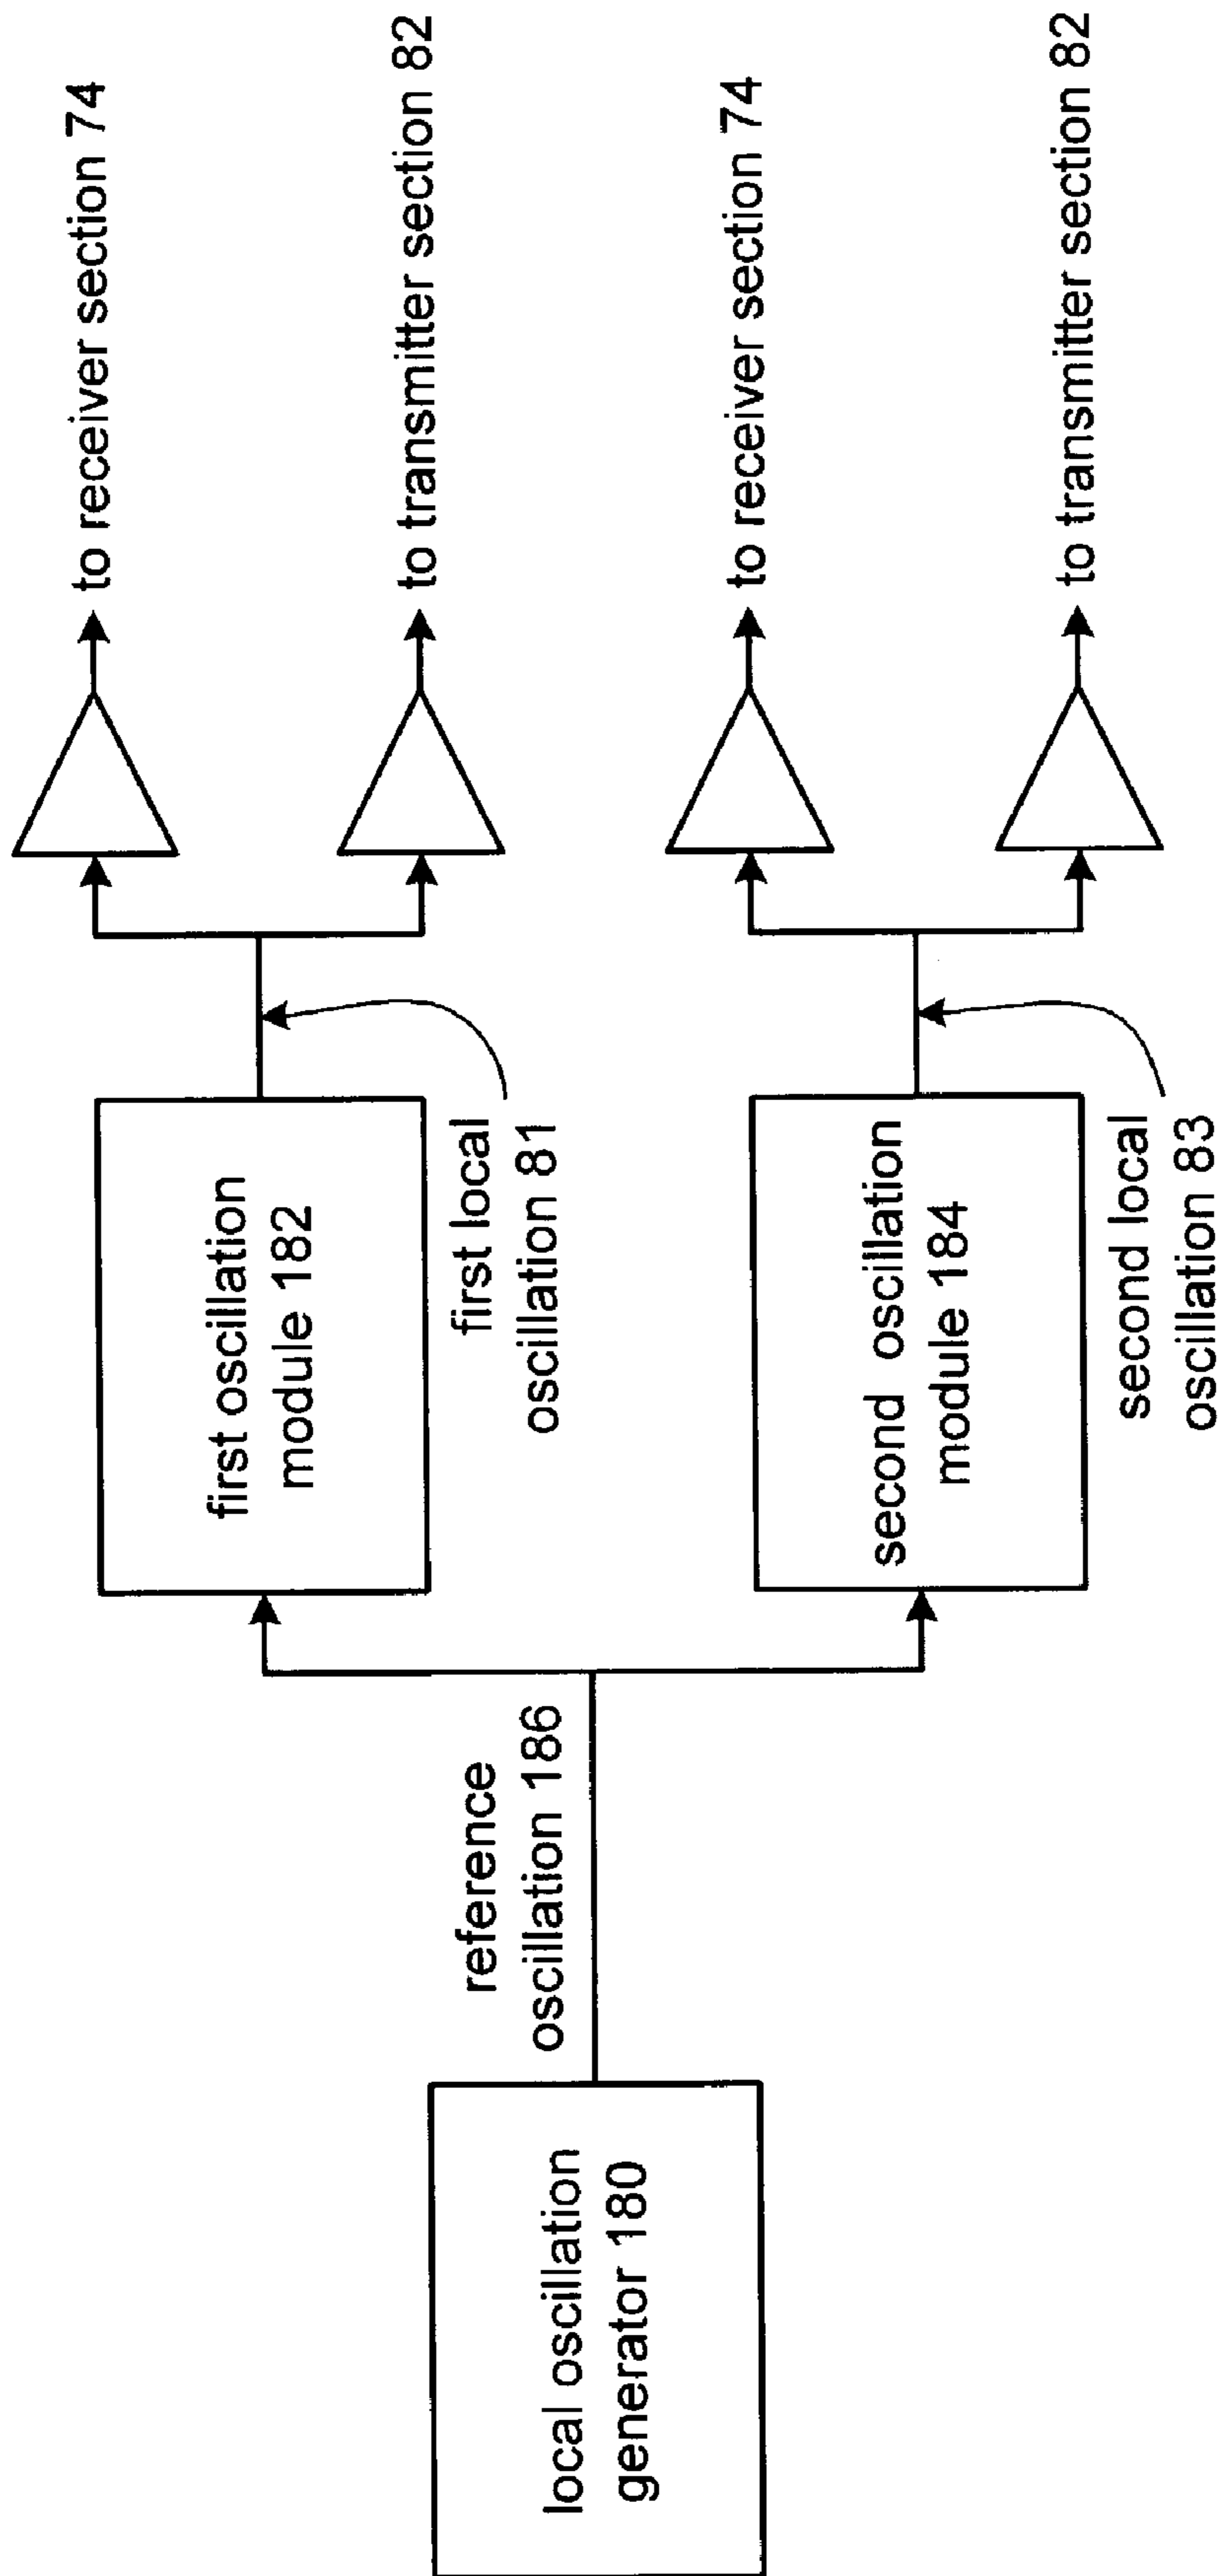 local oscillation
generator 180
reference
oscillation 186
first oscillation
module 182
first local
oscillation 81
to receiver section 74
to transmitter section 82
second oscillation
module 184
second local
oscillation 83
to receiver section 74
to transmitter section 82